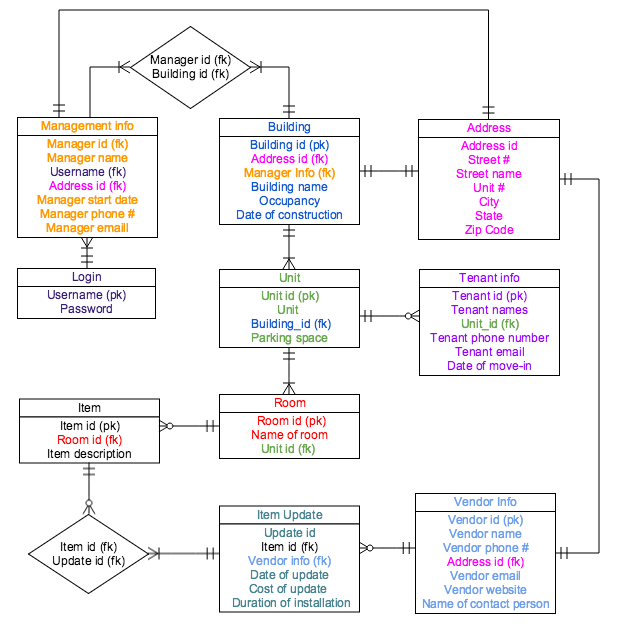 Manager id (fk)
Building id (fk)
Management info
Manager id (fk)
Manager name
Username (fk)
Address id (fk)
Manager start date
Manager phone #
Manager emaill
Building
Building id (pk)
Address id (fk)
Manager Info (fk)
Building name
Occupancy
Date of construction
Address
Address id
Street #
Street name
Unit #
City
State
Zip Code
Login
Username (pk)
Password
Unit
Unit id (pk)
Unit
Building_id (fk)
Parking space
Tenant info
Tenant id (pk)
Tenant names
Unit_id (fk)
Tenant phone number
Tenant email
Date of move-in
Item
Item id (pk)
Room id (fk)
Item description
Room
Room id (pk)
Name of room
Unit id (fk)
Item id (fk)
Update id (fk)
Item Update
Update id
Item id (fk)
Vendor info (fk)
Date of update
Cost of update
Duration of installation
Vendor Info
Vendor id (pk)
Vendor name
Vendor phone #
Address id (fk)
Vendor email
Vendor website
Name of contact person